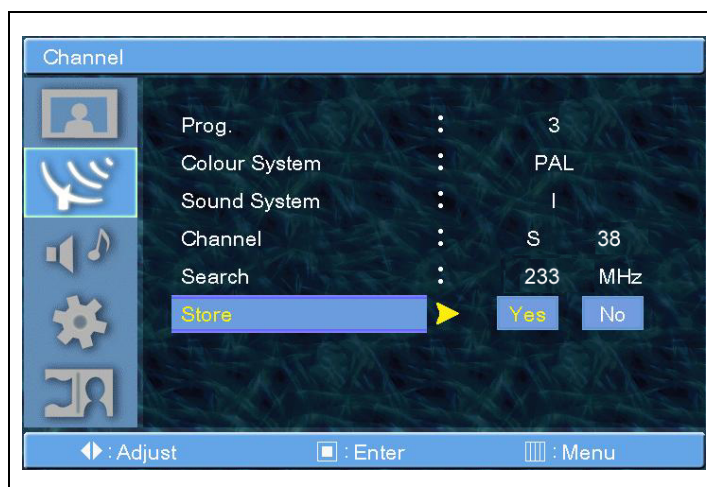 Channel
Prog. : 3
Colour System : PAL
Sound System : I
Channel : S 38
Search : 233 MHz
Store Yes No
: Adjust : Enter : Menu